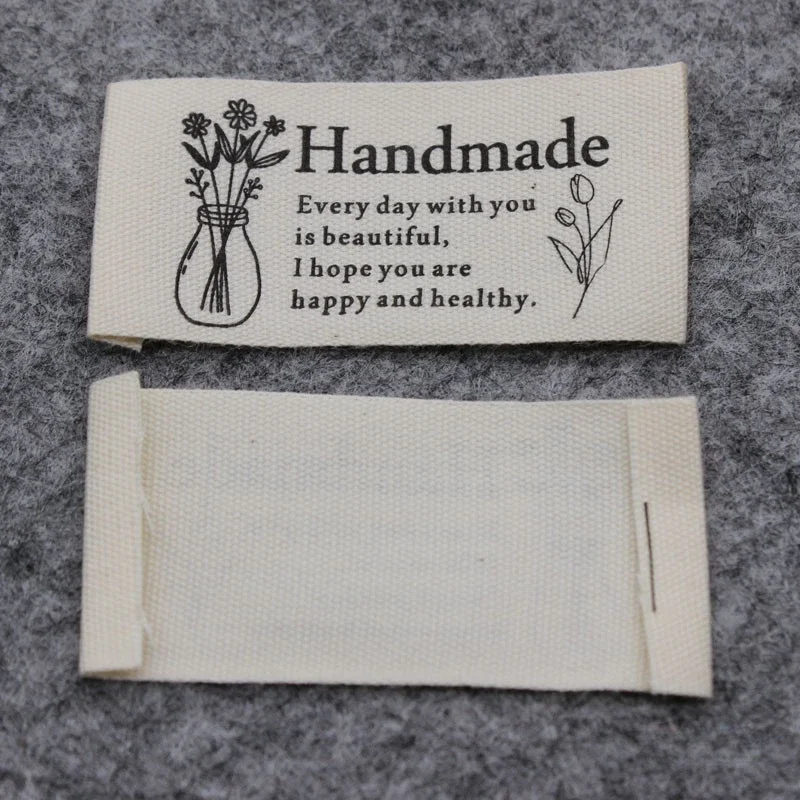 Handmade
Every day with you
is beautiful,
I hope you are
happy and healthy.